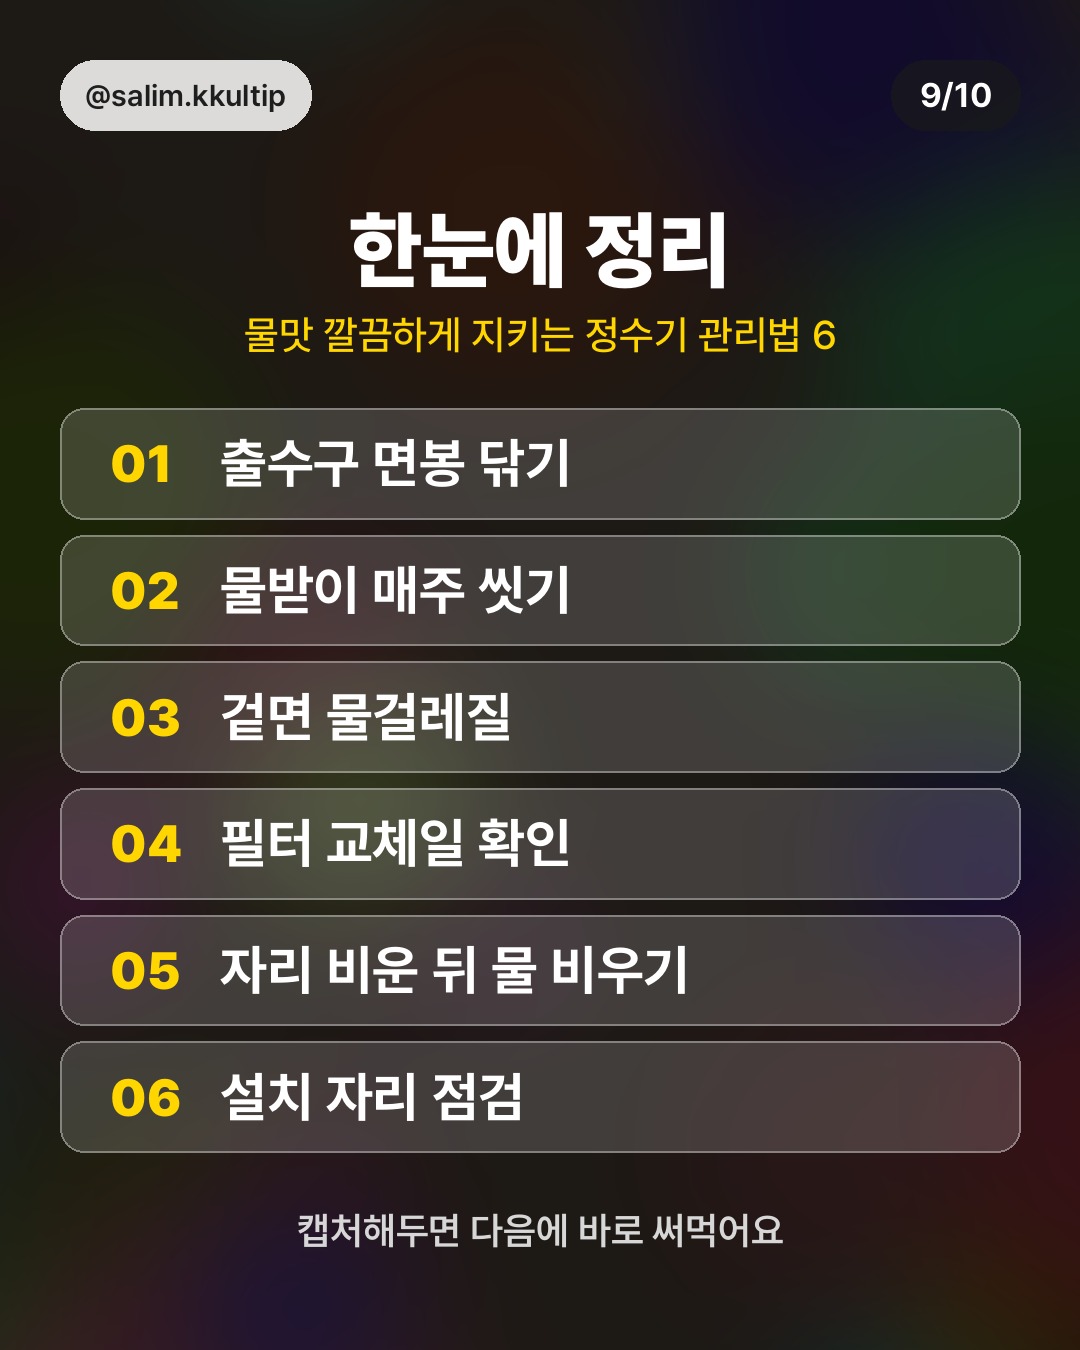 @salim.kkultip
9/10
한눈에 정리
물맛 깔끔하게 지키는 정수기 관리법 6
01 출수구 면봉 닦기
02 물받이 매주 씻기
03 겉면 물걸레질
04 필터 교체일 확인
05 자리 비운 뒤 물 비우기
06 설치 자리 점검
캡처해두면 다음에 바로 써먹어요